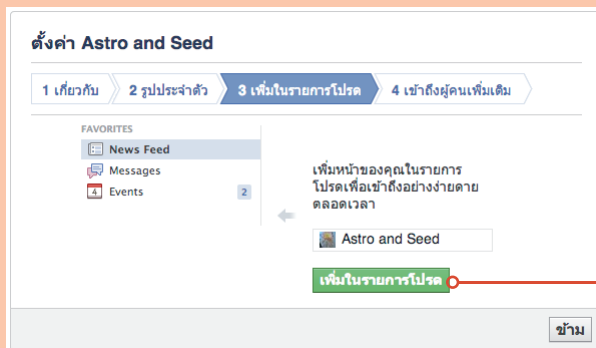 ตั้งค่า Astro and Seed
1 เกี่ยวกับ 2 รูปประจำตัว 3 เพิ่มในรายการโปรด 4 เข้าถึงผู้คนเพิ่มเติม
FAVORITES
News Feed
Messages
4 Events 2
เพิ่มหน้าของคุณในรายการ
โปรดเพื่อเข้าถึงอย่างง่ายดาย
ตลอดเวลา
Astro and Seed
เพิ่มในรายการโปรด
ข้าม